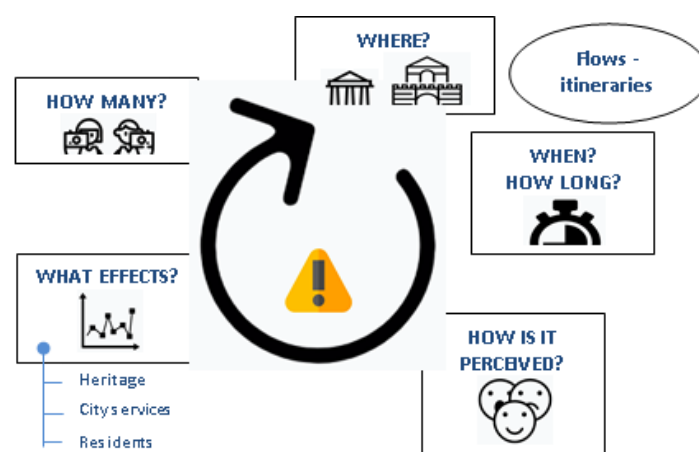 WHERE?
Flows -
itineraries
HOW MANY?
WHEN?
HOW LONG?
WHAT EFFECTS?
HOW IS IT
PERCEIVED?
Heritage
City services
Residents